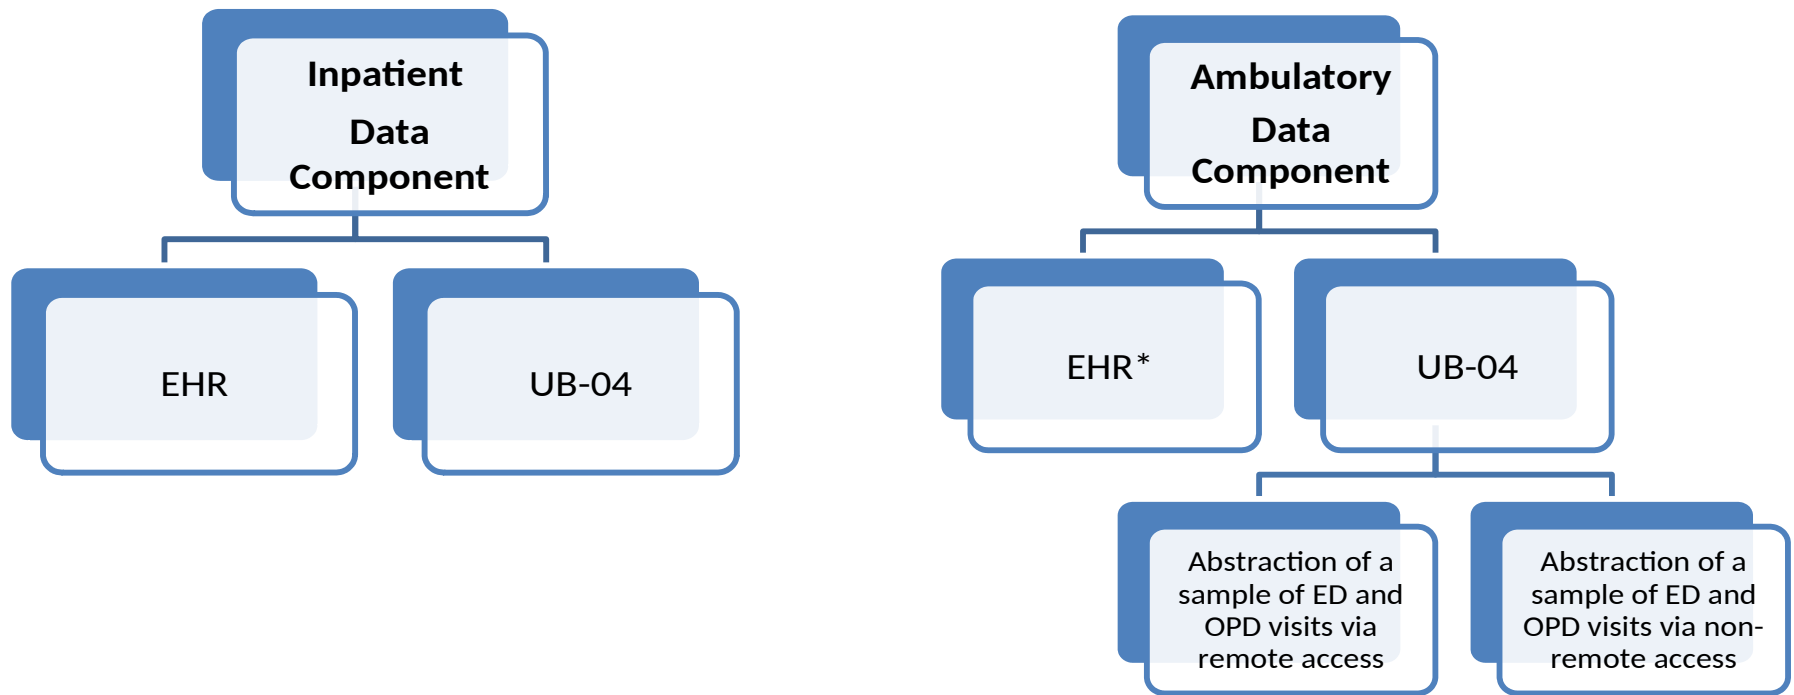 Inpatient
Data
Component
EHR
UB-04
Ambulatory
Data
Component
EHR*
UB-04
Abstraction of a
sample of ED and
OPD visits via
remote access
Abstraction of a
sample of ED and
OPD visits via non-
remote access